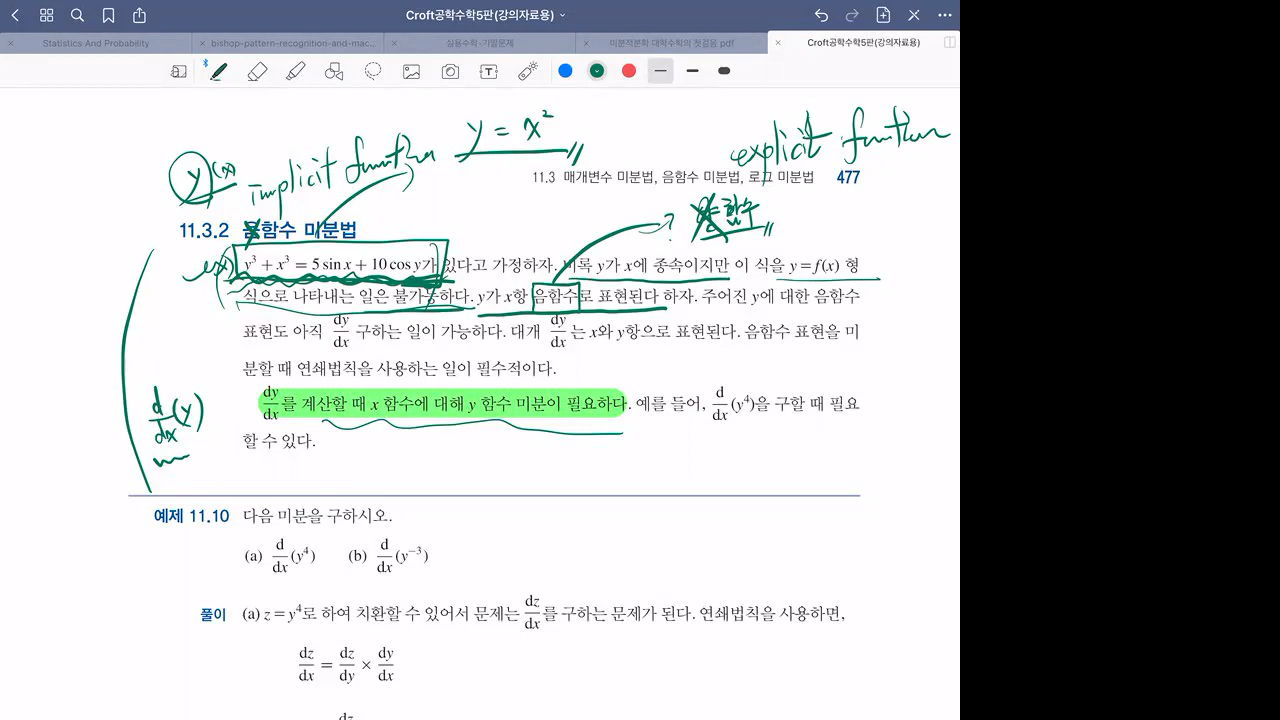 Croft공학수학5판(강의자료용)
Statistics And Probability
bishop-pattern-recognition-and-mac...
실용수학-기말문제
미분적분학 대학수학의 첫걸음.pdf
Croft공학수학5판(강의자료용)
y = x²
explicit function
y(x) implicit function
11.3 매개변수 미분법, 음함수 미분법, 로그 미분법 477
함수
11.3.2 음함수 미분법
ex) y³ + x³ = 5 sin x + 10 cos y가 있다고 가정하자. 비록 y가 x에 종속이지만 이 식을 y = f(x) 형
식으로 나타내는 일은 불가능하다. y가 x항 음함수로 표현된다 하자. 주어진 y에 대한 음함수
표현도 아직 dy/dx 구하는 일이 가능하다. 대개 dy/dx는 x와 y항으로 표현된다. 음함수 표현을 미
분할 때 연쇄법칙을 사용하는 일이 필수적이다.
dy/dx를 계산할 때 x 함수에 대해 y 함수 미분이 필요하다. 예를 들어, d/dx(y⁴)을 구할 때 필요
할 수 있다.
d/dx(y)
예제 11.10 다음 미분을 구하시오.
(a) d/dx(y⁴) (b) d/dx(y⁻³)
풀이 (a) z = y⁴로 하여 치환할 수 있어서 문제는 dz/dx를 구하는 문제가 된다. 연쇄법칙을 사용하면,
dz/dx = dz/dy × dy/dx
dz